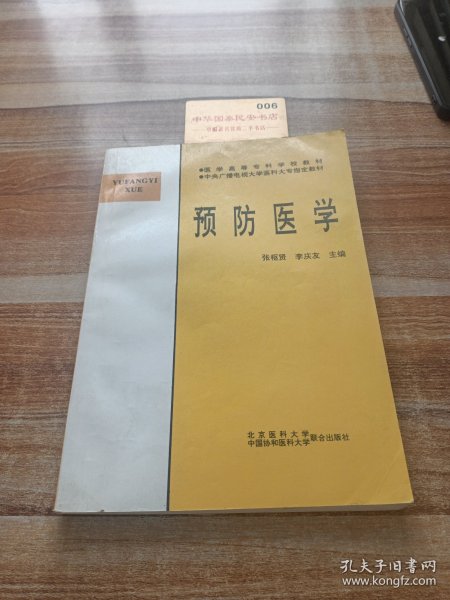 006
中华国泰民安书店
YUFANGYI
XUE
●医学高等专科学校教材
●中央广播电视大学医科大专指定教材
预防医学
张枢贤 李庆友 主编
北京医科大学
中国协和医科大学
联合出版社
孔夫子旧书网
www.kongfz.com